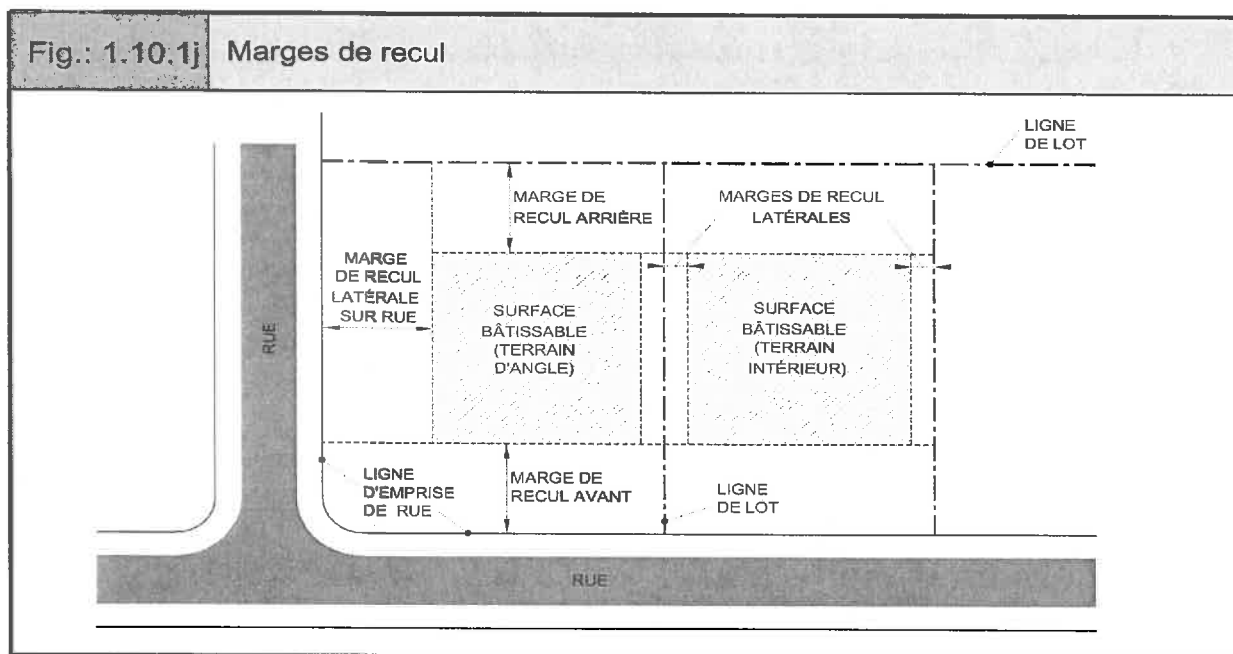 Fig.: 1.10.1j
Marges de recul
LIGNE
DE LOT
MARGE DE
RECUL ARRIÈRE
MARGES DE RECUL
LATÉRALES
MARGE
DE RECUL
LATÉRALE
SUR RUE
RUE
SURFACE
BÂTISSABLE
(TERRAIN
D'ANGLE)
SURFACE
BÂTISSABLE
(TERRAIN
INTÉRIEUR)
LIGNE
D'EMPRISE
DE RUE
MARGE DE
RECUL AVANT
LIGNE
DE LOT
RUE